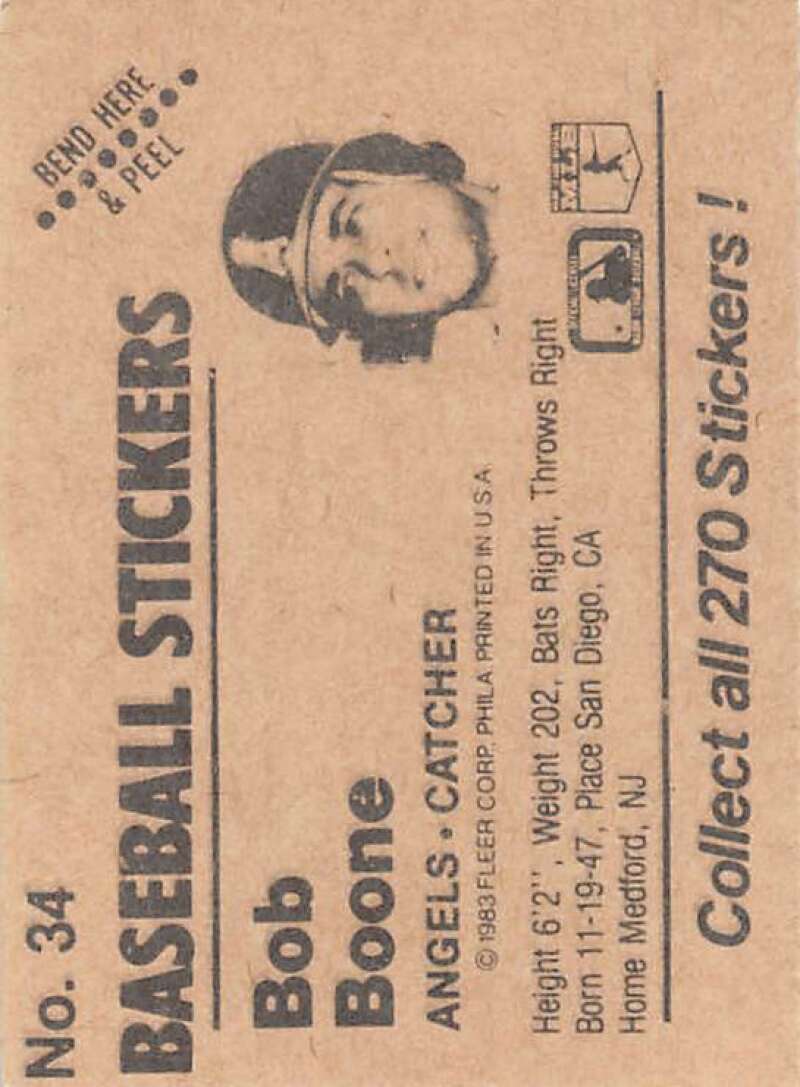 No. 34
BEND HERE
& PEEL
BASEBALL STICKERS
Bob
Boone
ANGELS • CATCHER
© 1983 FLEER CORP. PHILA. PRINTED IN U.S.A.
Height 6'2'', Weight 202, Bats Right, Throws Right
Born 11-19-47, Place San Diego, CA
Home Medford, NJ
Collect all 270 Stickers!